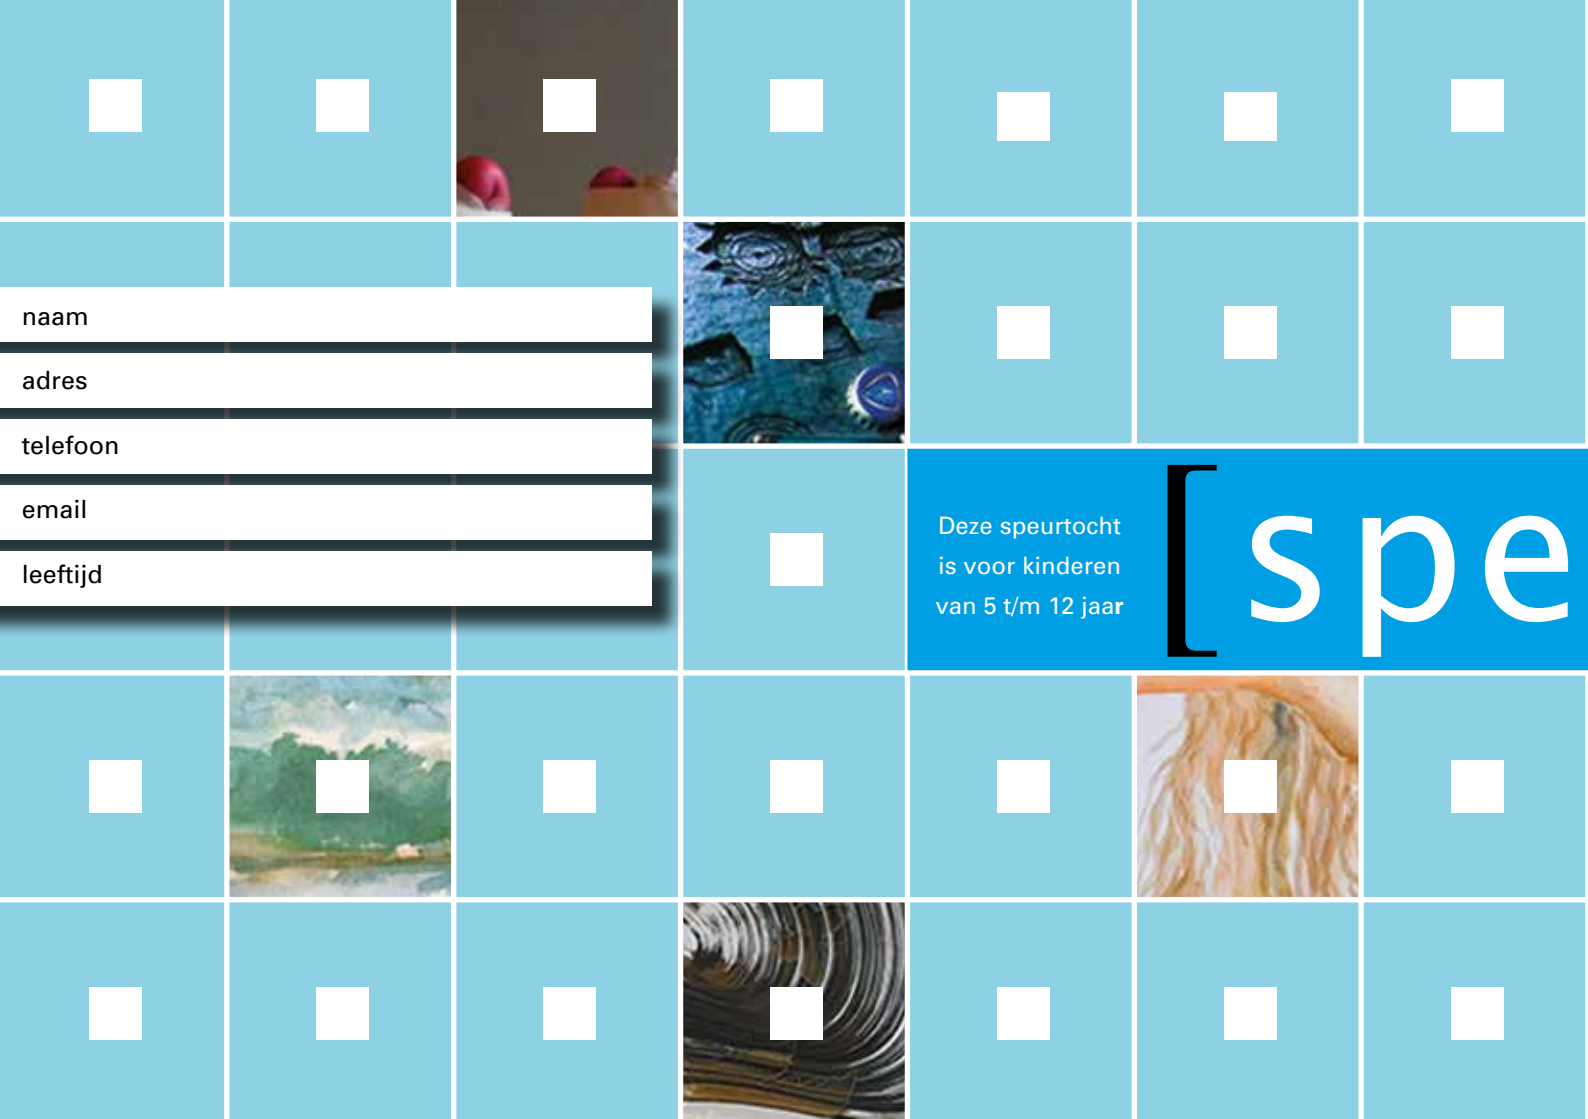 naam
adres
telefoon
email
leeftijd
Deze speurtocht
is voor kinderen
van 5 t/m 12 jaar
[spe